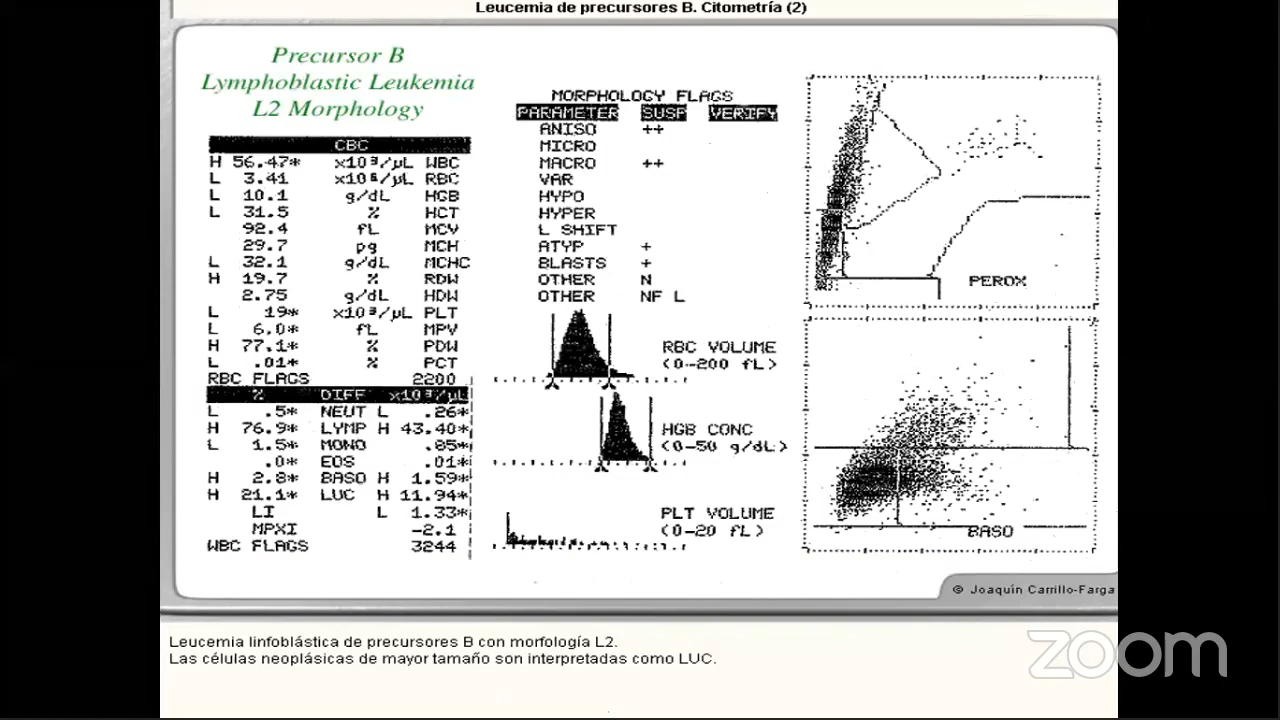 Leucemia de precursores B. Citometría (2)
Precursor B
Lymphoblastic Leukemia
L2 Morphology
CBC
H 56.47* x10³/µL WBC
L 3.41 x10⁶/µL RBC
L 10.1 g/dL HGB
L 31.5 % HCT
92.4 fL MCV
29.7 pg MCH
L 32.1 g/dL MCHC
H 19.7 % RDW
2.75 g/dL HDW
L 19* x10³/µL PLT
L 6.0* fL MPV
H 77.1* % PDW
L .01* % PCT
RBC FLAGS 2200
% DIFF x10³/µL
L .5* NEUT L .26*
H 76.9* LYMP H 43.40*
L 1.5* MONO .85*
.0* EOS .01*
H 2.8* BASO H 1.59*
H 21.1* LUC H 11.94*
LI L 1.33*
MPXI -2.1
WBC FLAGS 3244
MORPHOLOGY FLAGS
PARAMETER SUSP VERIFY
ANISO ++
MICRO
MACRO ++
VAR
HYPO
HYPER
L SHIFT
ATYP +
BLASTS +
OTHER N
OTHER NF L
RBC VOLUME
(0-200 fL)
HGB CONC
(0-50 g/dL)
PLT VOLUME
(0-20 fL)
PEROX
BASO
© Joaquín Carrillo-Farga
Leucemia linfoblástica de precursores B con morfología L2.
Las células neoplásicas de mayor tamaño son interpretadas como LUC.
zoom